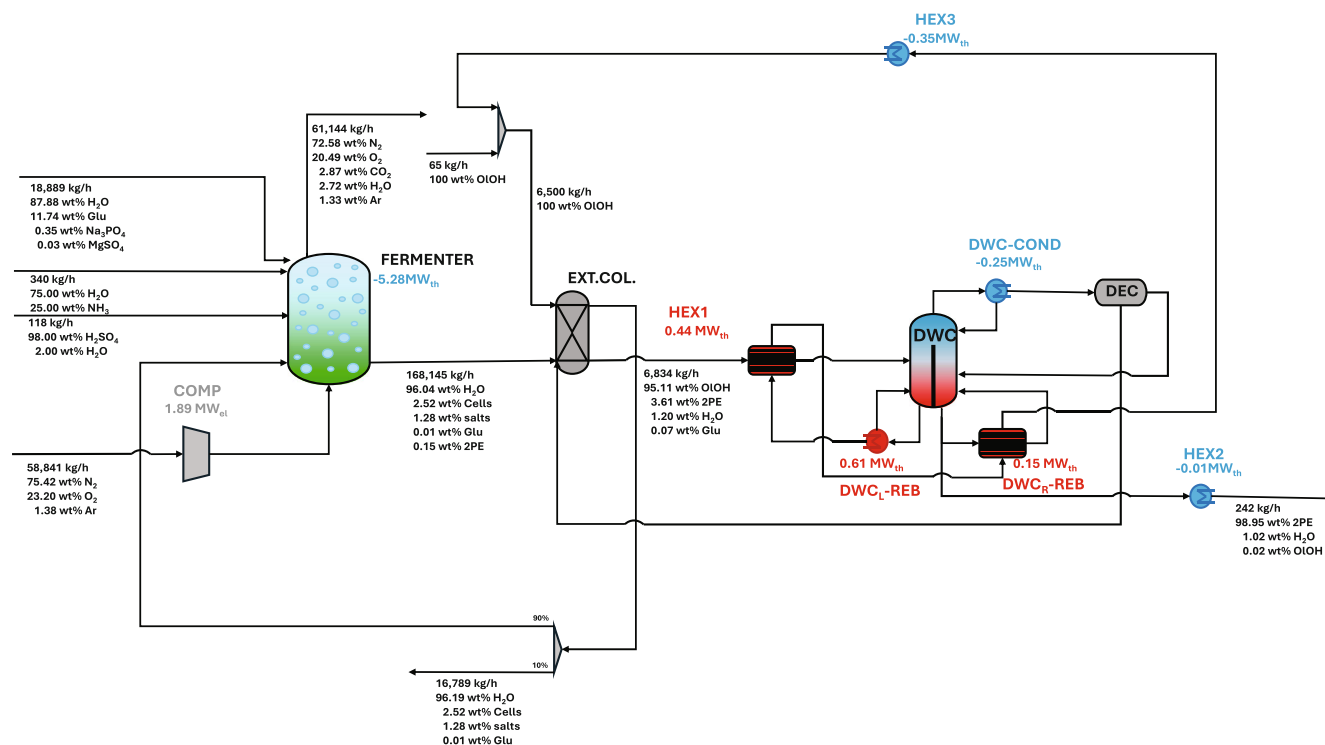 HEX3
-0.35MWth
61,144 kg/h
72.58 wt% N₂
20.49 wt% O₂
2.87 wt% CO₂
2.72 wt% H₂O
1.33 wt% Ar
65 kg/h
100 wt% OlOH
18,889 kg/h
87.88 wt% H₂O
11.74 wt% Glu
0.35 wt% Na₃PO₄
0.03 wt% MgSO₄
6,500 kg/h
100 wt% OlOH
FERMENTER
-5.28MWth
340 kg/h
75.00 wt% H₂O
25.00 wt% NH₃
118 kg/h
98.00 wt% H₂SO₄
2.00 wt% H₂O
EXT.COL.
DWC-COND
-0.25MWth
DEC
HEX1
0.44 MWth
DWC
168,145 kg/h
96.04 wt% H₂O
2.52 wt% Cells
1.28 wt% salts
0.01 wt% Glu
0.15 wt% 2PE
6,834 kg/h
95.11 wt% OlOH
3.61 wt% 2PE
1.20 wt% H₂O
0.07 wt% Glu
COMP
1.89 MWel
58,841 kg/h
75.42 wt% N₂
23.20 wt% O₂
1.38 wt% Ar
0.61 MWth
DWCL-REB
0.15 MWth
DWCR-REB
HEX2
-0.01MWth
242 kg/h
98.95 wt% 2PE
1.02 wt% H₂O
0.02 wt% OlOH
90%
10%
16,789 kg/h
96.19 wt% H₂O
2.52 wt% Cells
1.28 wt% salts
0.01 wt% Glu